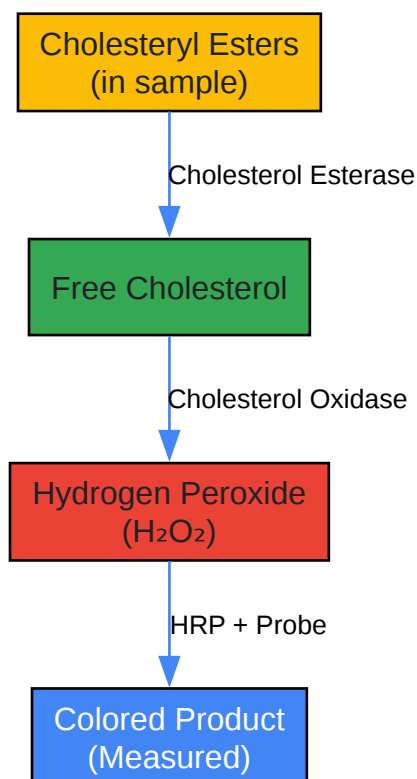 Cholesteryl Esters
(in sample)
Cholesterol Esterase
Free Cholesterol
Cholesterol Oxidase
Hydrogen Peroxide
(H₂O₂)
HRP + Probe
Colored Product
(Measured)